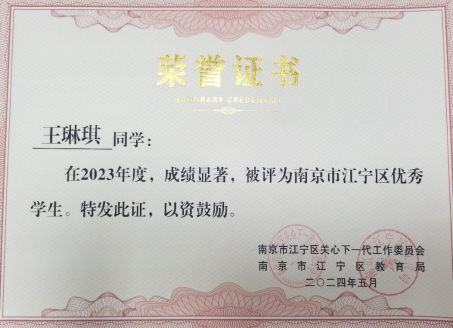 荣誉证书
HONORARY CREDENTIAL
王琳琪同学:
在2023年度，成绩显著，被评为南京市江宁区优秀
学生。特发此证，以资鼓励。
南京市江宁区关心下一代工作委员会
南京市江宁区教育局
二〇二四年五月